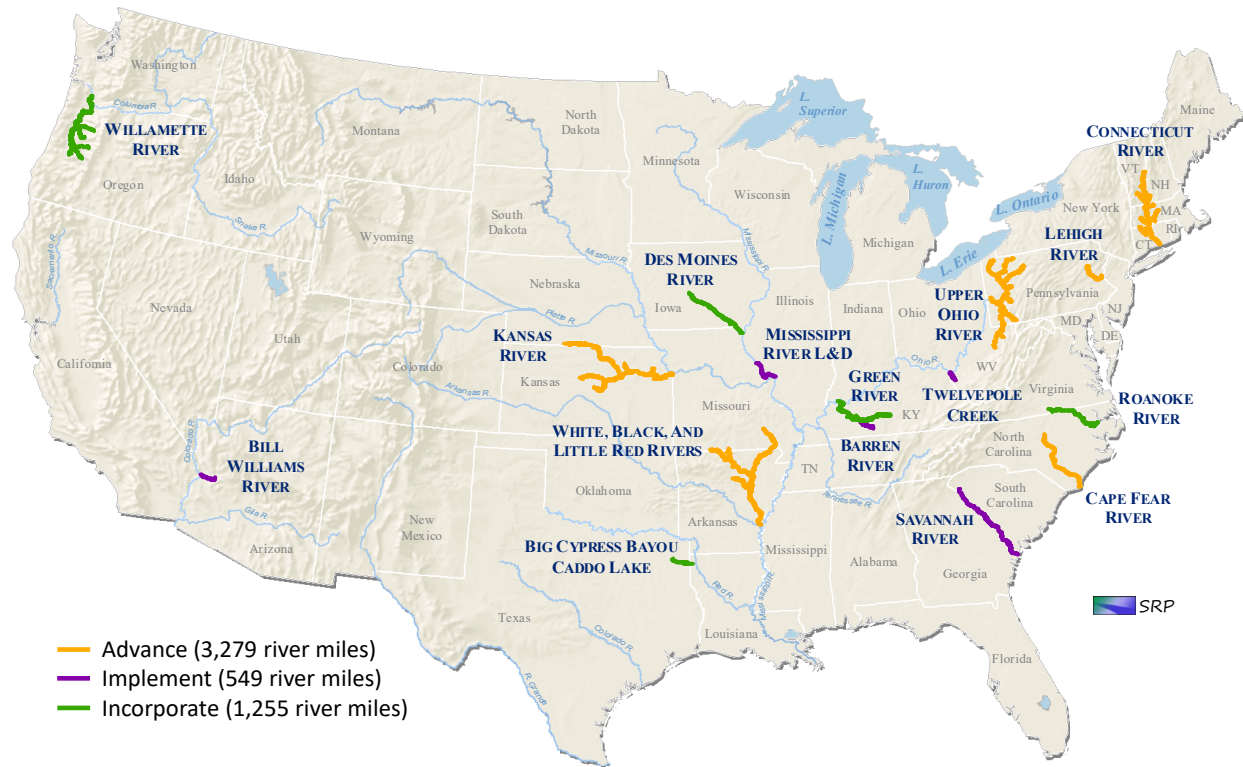 Washington
Columbia R.
WILLAMETTE
RIVER
Oregon
Idaho
Snake R.
Montana
North
Dakota
South
Dakota
Minnesota
L.
Superior
Wisconsin
L. Michigan
L.
Huron
Michigan
L. Ontario
L. Erie
Maine
CONNECTICUT
RIVER
VT
NH
New York
MA
RI
CT
LEHIGH
RIVER
Pennsylvania
NJ
MD
DE
UPPER
OHIO
RIVER
Wyoming
Missouri R.
Mississippi R.
Sacramento R.
Nevada
Utah
California
Nebraska
Platte R.
DES MOINES
RIVER
Iowa
Illinois
Indiana
Ohio
Ohio R.
WV
Virginia
KANSAS
RIVER
Kansas
Colorado
Arkansas R.
MISSISSIPPI
RIVER L&D
Missouri
GREEN
RIVER
KY
BARREN
RIVER
TWELVEPOLE
CREEK
ROANOKE
RIVER
North
Carolina
CAPE FEAR
RIVER
South
Carolina
SAVANNAH
RIVER
Georgia
WHITE, BLACK, AND
LITTLE RED RIVERS
TN
Tennessee R.
Colorado R.
BILL
WILLIAMS
RIVER
Gila R.
Arizona
New
Mexico
Oklahoma
Arkansas
Mississippi
Alabama
BIG CYPRESS BAYOU
CADDO LAKE
Red R.
Mississippi R.
Texas
Colorado R.
Louisiana
R. Grande
Florida
SRP
Advance (3,279 river miles)
Implement (549 river miles)
Incorporate (1,255 river miles)